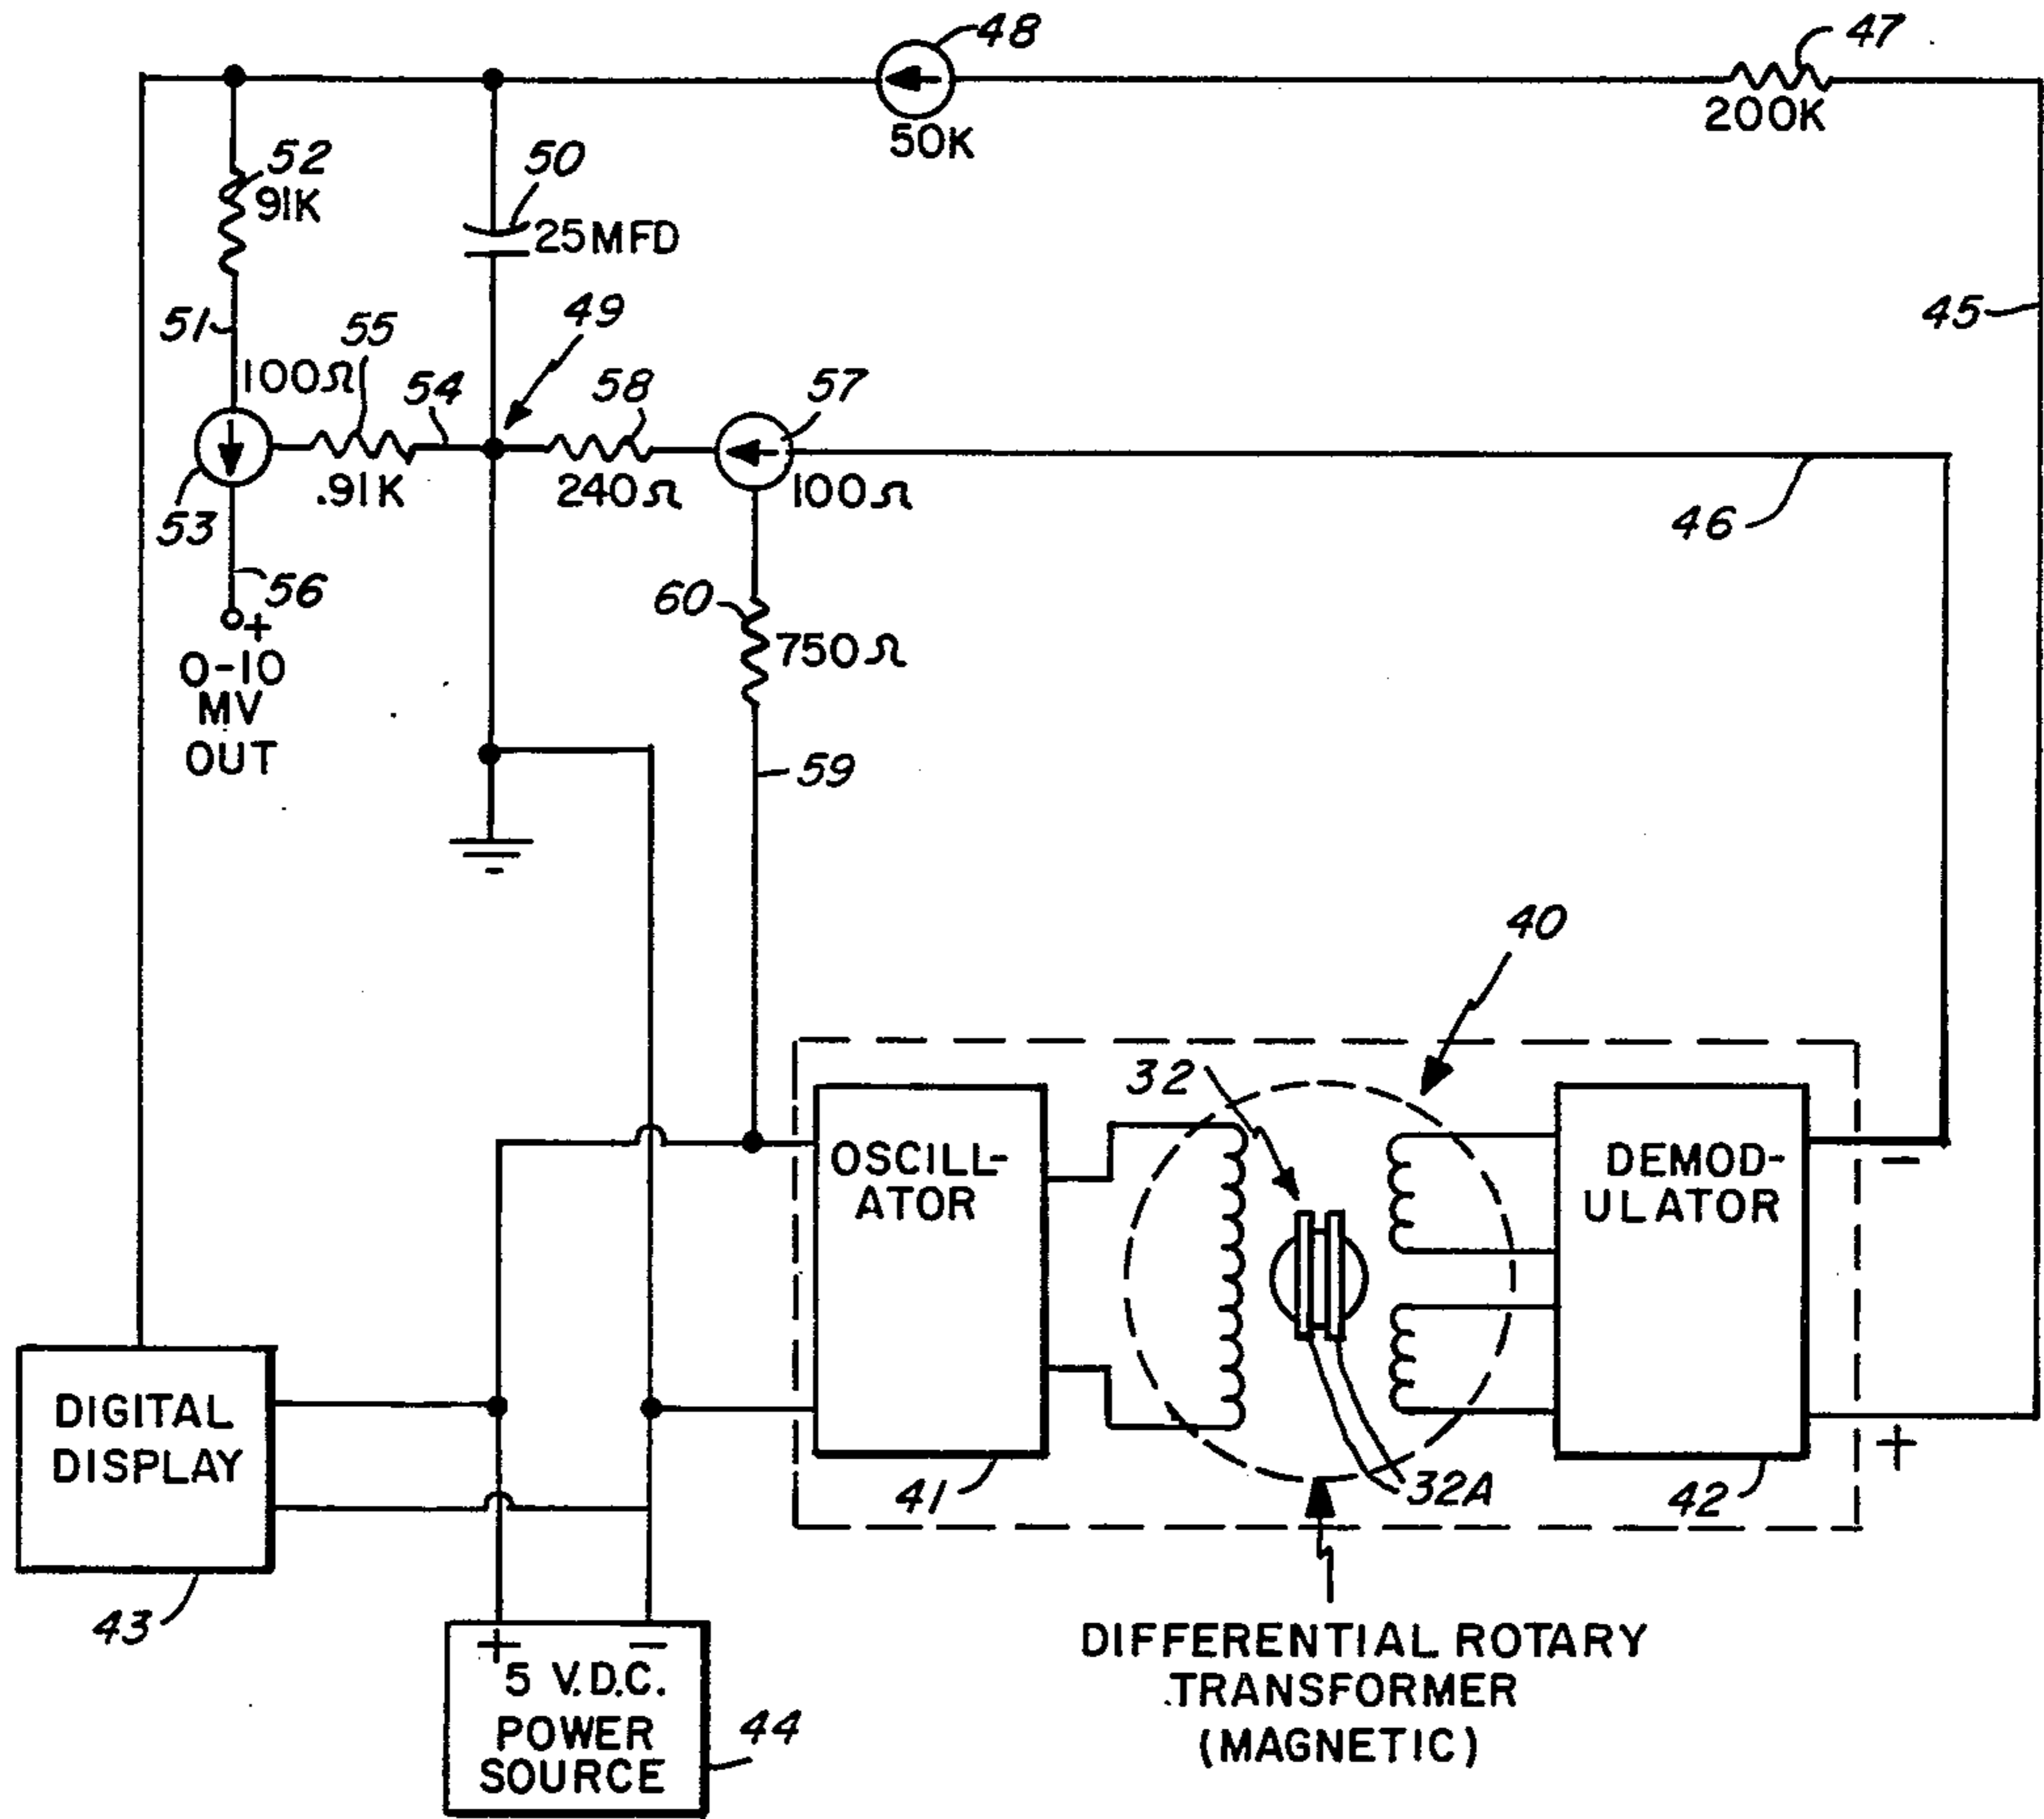 48
47
50K
200K
52
91K
50
25MFD
51
55
49
45
100Ω
54
58
57
.91K
240Ω
100Ω
53
46
56
60
750Ω
+
0-10
MV
OUT
59
40
32
OSCILL-
ATOR
DEMOD-
ULATOR
−
DIGITAL
DISPLAY
+
41
32A
42
43
DIFFERENTIAL ROTARY
TRANSFORMER
(MAGNETIC)
+ −
5 V.D.C.
POWER
SOURCE
44